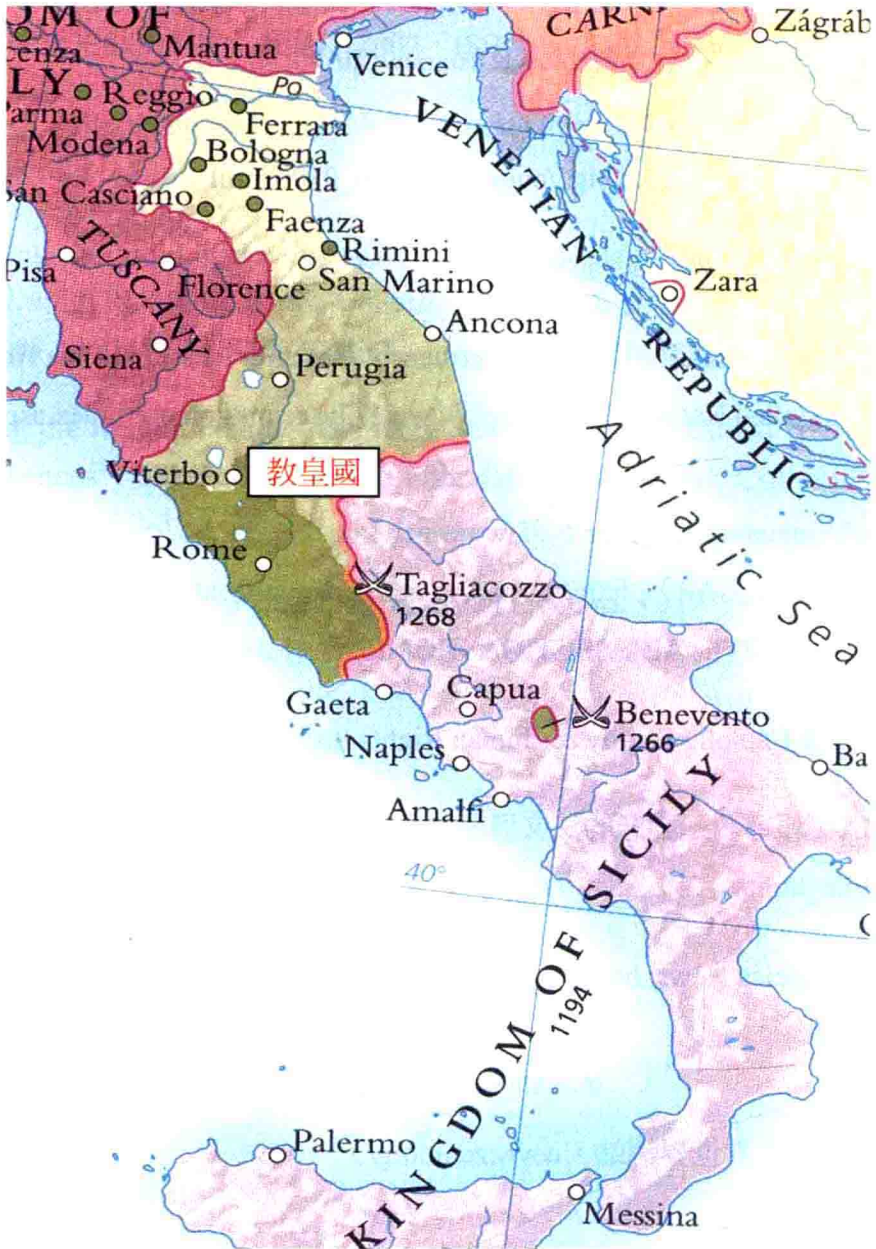 OM OF
CARN
Zágráb
cenza
Mantua
Venice
LY
Reggio
Po
Parma
Ferrara
Modena
VENETIAN REPUBLIC
Bologna
Imola
San Casciano
Faenza
TUSCANY
Rimini
Pisa
Florence
San Marino
Zara
Ancona
Siena
Perugia
Adriatic Sea
Viterbo
教皇國
Rome
Tagliacozzo
1268
Gaeta
Capua
Benevento
1266
Naples
Ba
Amalfi
40°
KINGDOM OF SICILY
1194
Palermo
Messina